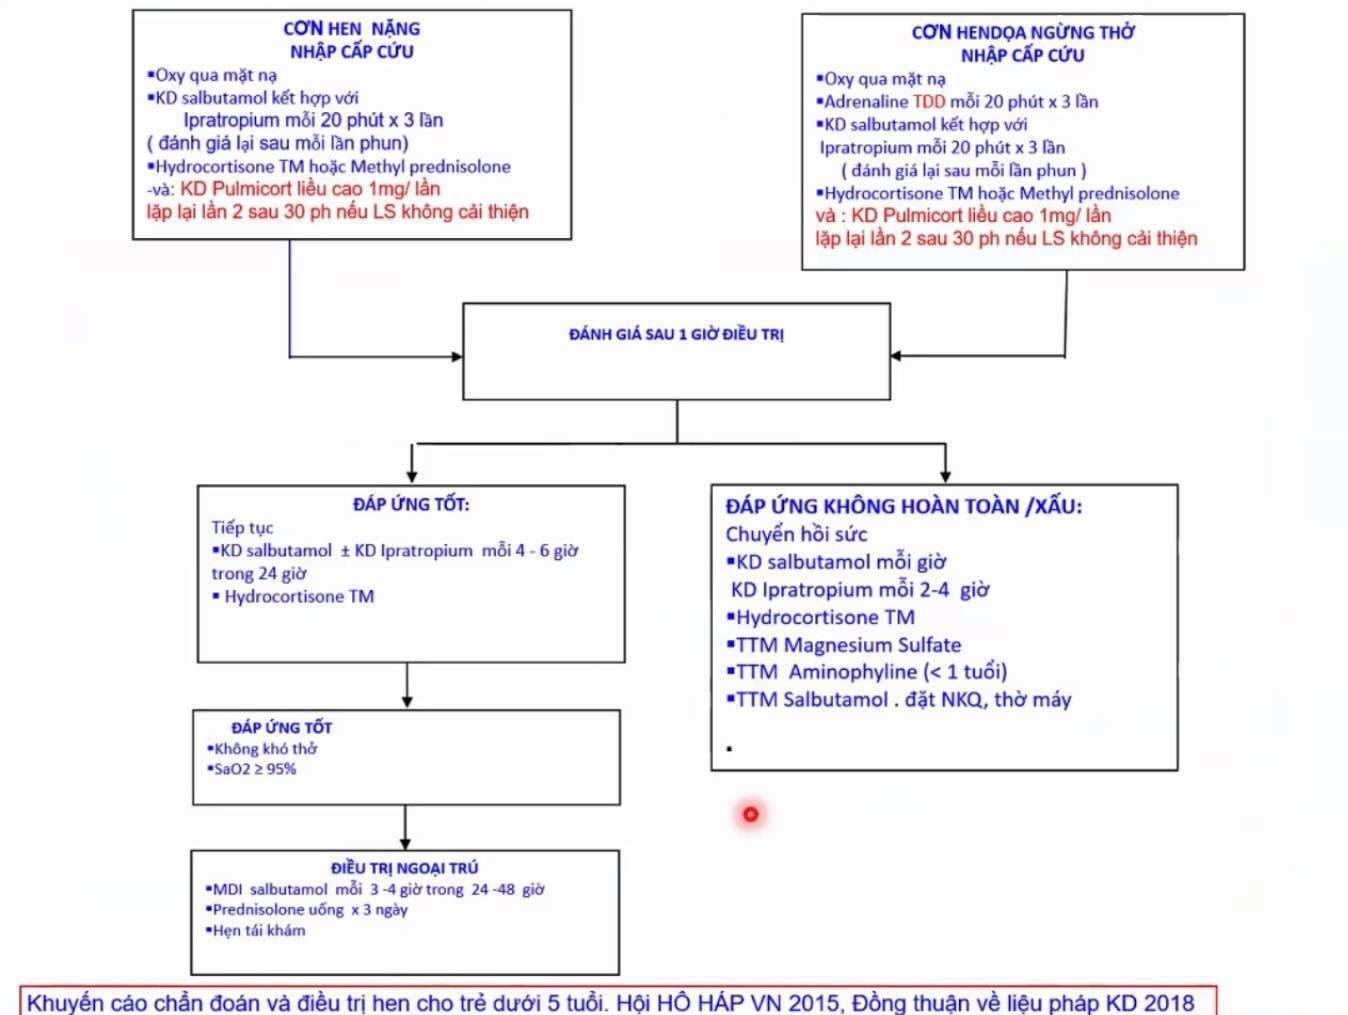 CƠN HEN NẶNG
NHẬP CẤP CỨU
▪Oxy qua mặt nạ
▪KD salbutamol kết hợp với
Ipratropium mỗi 20 phút x 3 lần
( đánh giá lại sau mỗi lần phun)
▪Hydrocortisone TM hoặc Methyl prednisolone
-và: KD Pulmicort liều cao 1mg/ lần
lặp lại lần 2 sau 30 ph nếu LS không cải thiện
CƠN HENDỌA NGỪNG THỞ
NHẬP CẤP CỨU
▪Oxy qua mặt nạ
▪Adrenaline TDD mỗi 20 phút x 3 lần
▪KD salbutamol kết hợp với
Ipratropium mỗi 20 phút x 3 lần
( đánh giá lại sau mỗi lần phun )
▪Hydrocortisone TM hoặc Methyl prednisolone
và : KD Pulmicort liều cao 1mg/ lần
lặp lại lần 2 sau 30 ph nếu LS không cải thiện
ĐÁNH GIÁ SAU 1 GIỜ ĐIỀU TRỊ
ĐÁP ỨNG TỐT:
Tiếp tục
▪KD salbutamol ± KD Ipratropium mỗi 4 - 6 giờ
trong 24 giờ
▪ Hydrocortisone TM
ĐÁP ỨNG KHÔNG HOÀN TOÀN /XẤU:
Chuyển hồi sức
▪KD salbutamol mỗi giờ
KD Ipratropium mỗi 2-4 giờ
▪Hydrocortisone TM
▪TTM Magnesium Sulfate
▪TTM Aminophyline (< 1 tuổi)
▪TTM Salbutamol . đặt NKQ, thờ máy
.
ĐÁP ỨNG TỐT
▪Không khó thở
▪SaO2 ≥ 95%
ĐIỀU TRỊ NGOẠI TRÚ
▪MDI salbutamol mỗi 3 -4 giờ trong 24 -48 giờ
▪Prednisolone uống x 3 ngày
▪Hẹn tái khám
Khuyến cáo chẩn đoán và điều trị hen cho trẻ dưới 5 tuổi. Hội HÔ HÁP VN 2015, Đồng thuận về liệu pháp KD 2018